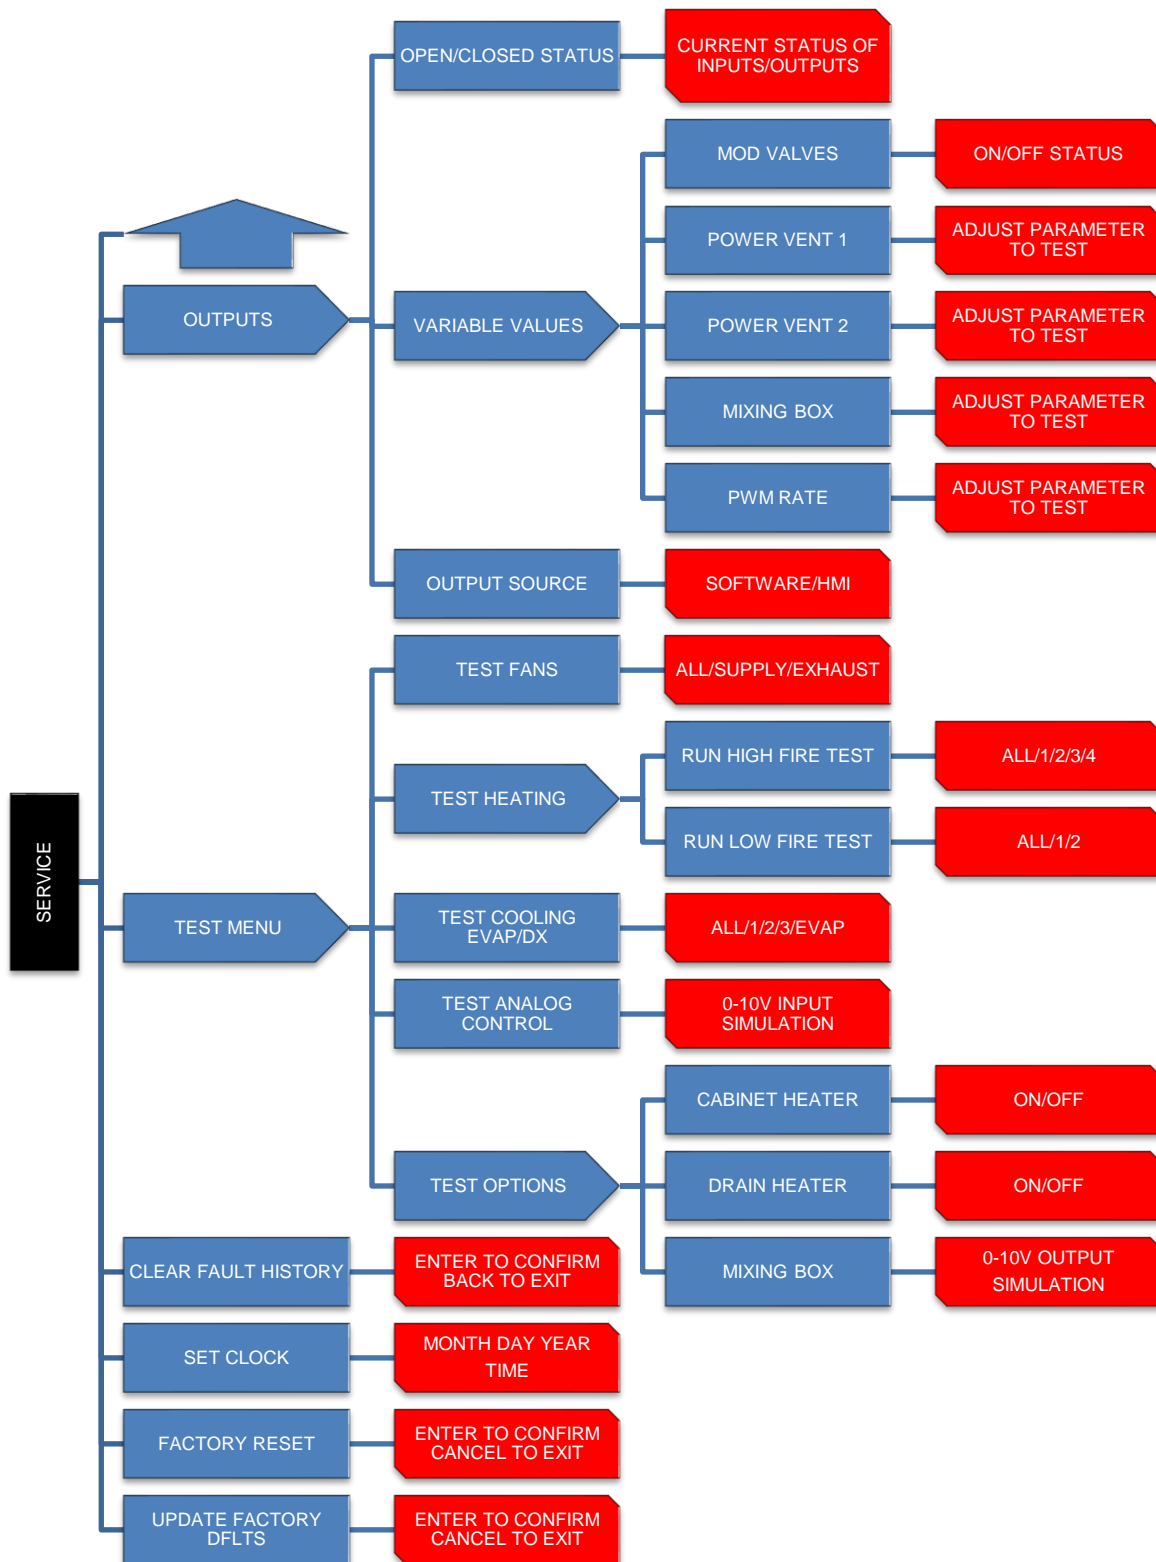 OPEN/CLOSED STATUS
CURRENT STATUS OF
INPUTS/OUTPUTS
MOD VALVES
ON/OFF STATUS
POWER VENT 1
ADJUST PARAMETER
TO TEST
OUTPUTS
VARIABLE VALUES
POWER VENT 2
ADJUST PARAMETER
TO TEST
MIXING BOX
ADJUST PARAMETER
TO TEST
PWM RATE
ADJUST PARAMETER
TO TEST
OUTPUT SOURCE
SOFTWARE/HMI
TEST FANS
ALL/SUPPLY/EXHAUST
RUN HIGH FIRE TEST
ALL/1/2/3/4
TEST HEATING
RUN LOW FIRE TEST
ALL/1/2
SERVICE
TEST MENU
TEST COOLING
EVAP/DX
ALL/1/2/3/EVAP
TEST ANALOG
CONTROL
0-10V INPUT
SIMULATION
CABINET HEATER
ON/OFF
TEST OPTIONS
DRAIN HEATER
ON/OFF
MIXING BOX
0-10V OUTPUT
SIMULATION
CLEAR FAULT HISTORY
ENTER TO CONFIRM
BACK TO EXIT
SET CLOCK
MONTH DAY YEAR
TIME
FACTORY RESET
ENTER TO CONFIRM
CANCEL TO EXIT
UPDATE FACTORY
DFLTS
ENTER TO CONFIRM
CANCEL TO EXIT